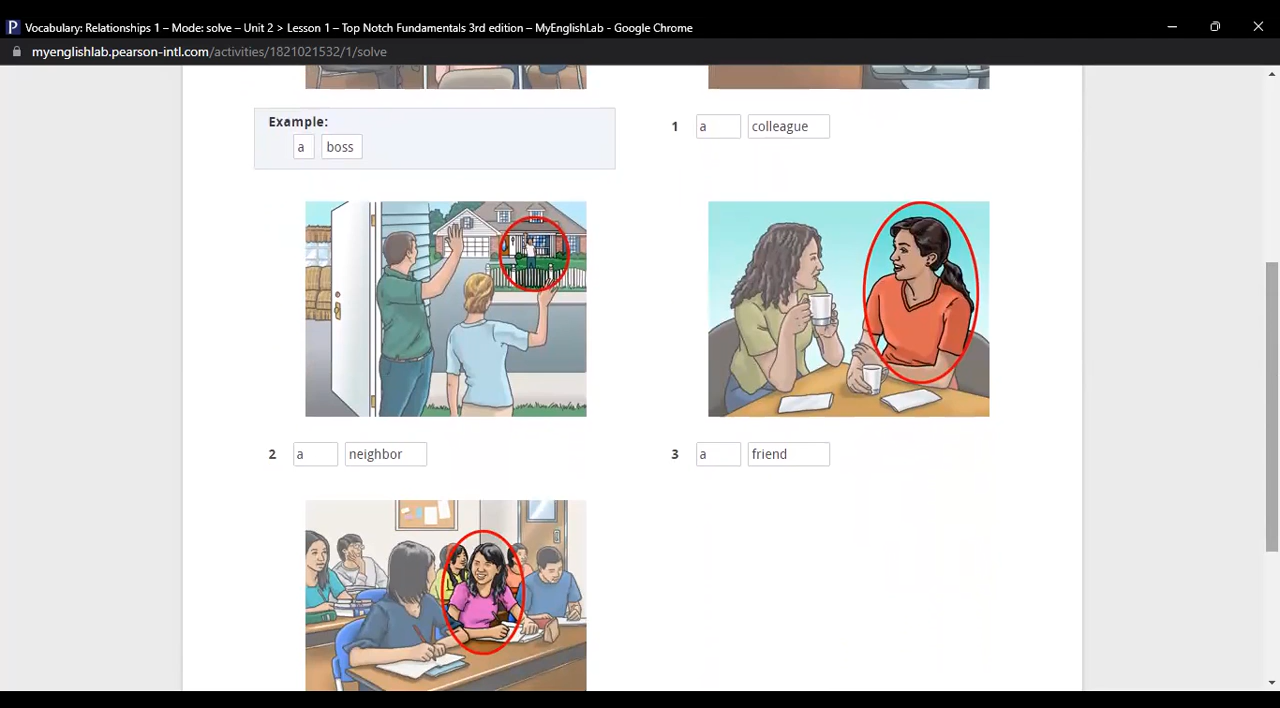 Vocabulary: Relationships 1 – Mode: solve – Unit 2 > Lesson 1 – Top Notch Fundamentals 3rd edition – MyEnglishLab - Google Chrome
myenglishlab.pearson-intl.com/activities/1821021532/1/solve
Example:
a boss
1 a colleague
2 a neighbor
3 a friend